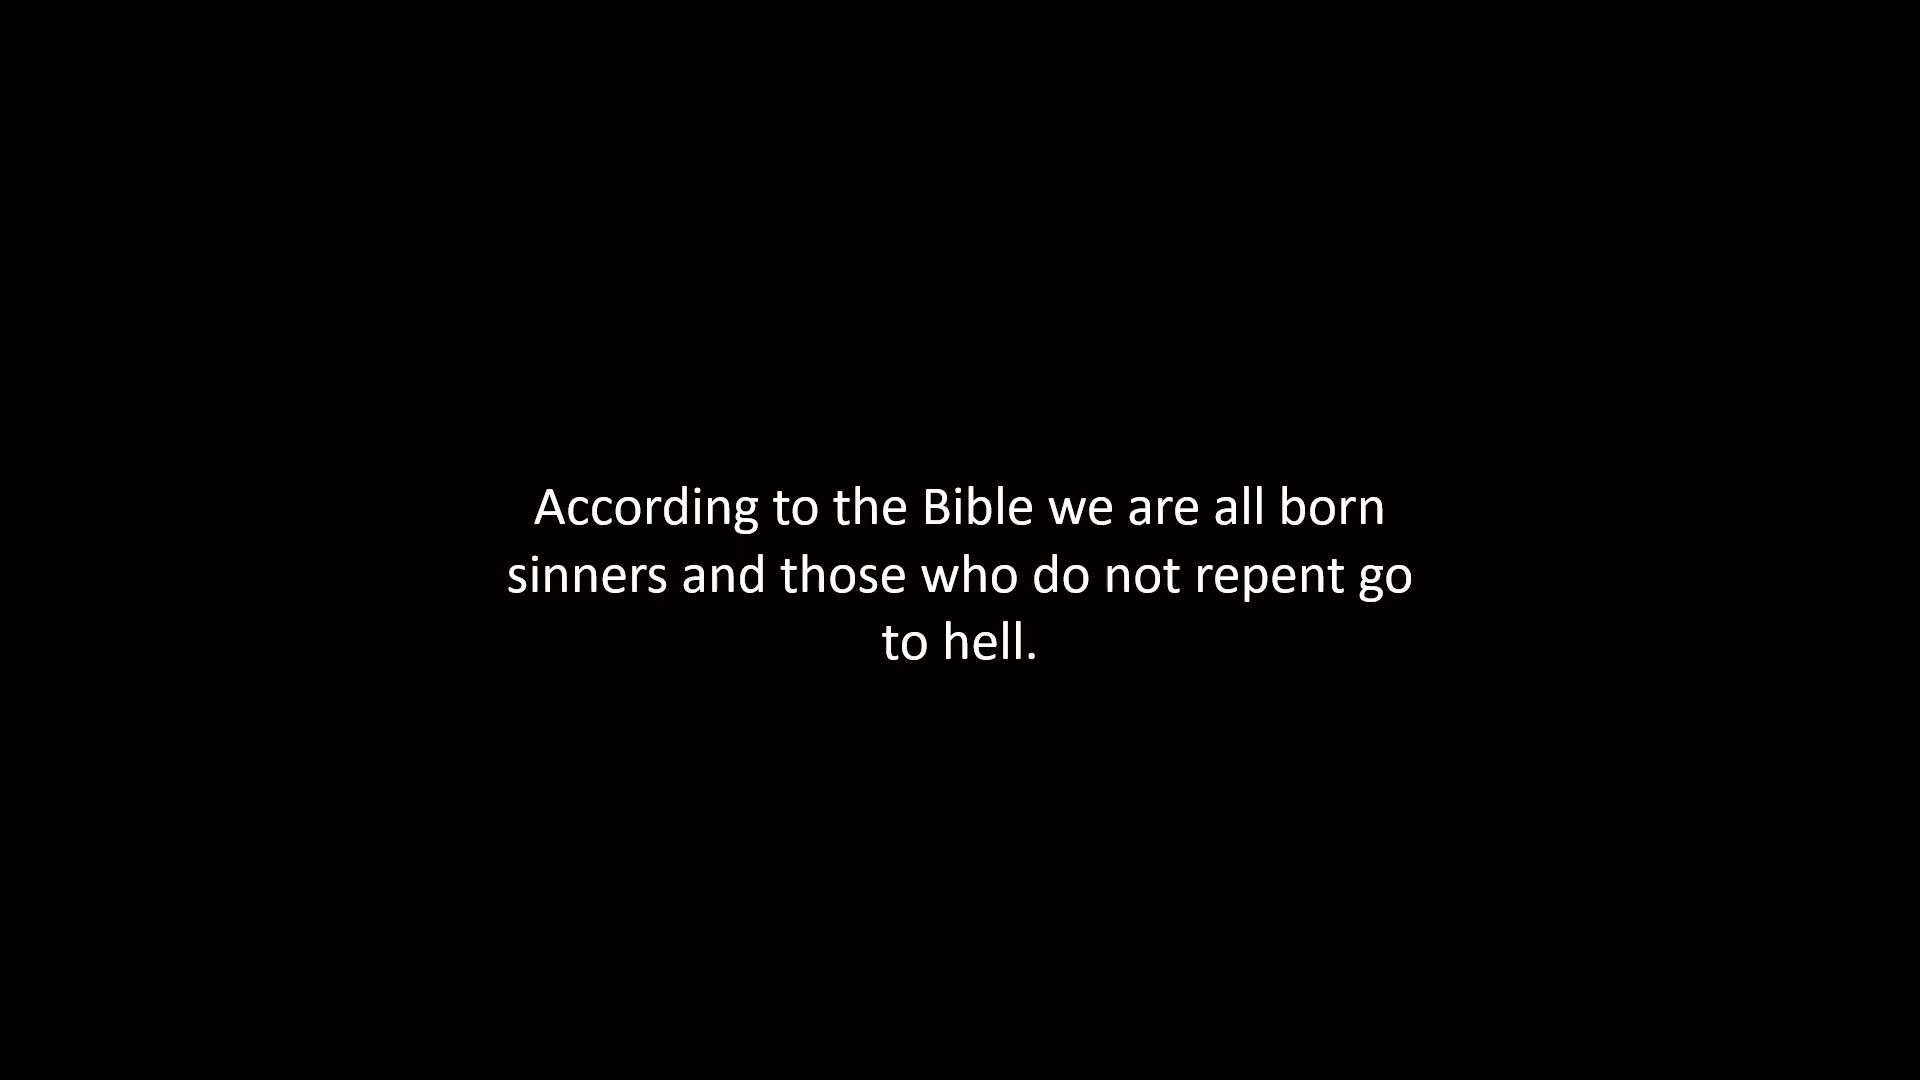 According to the Bible we are all born
sinners and those who do not repent go
to hell.